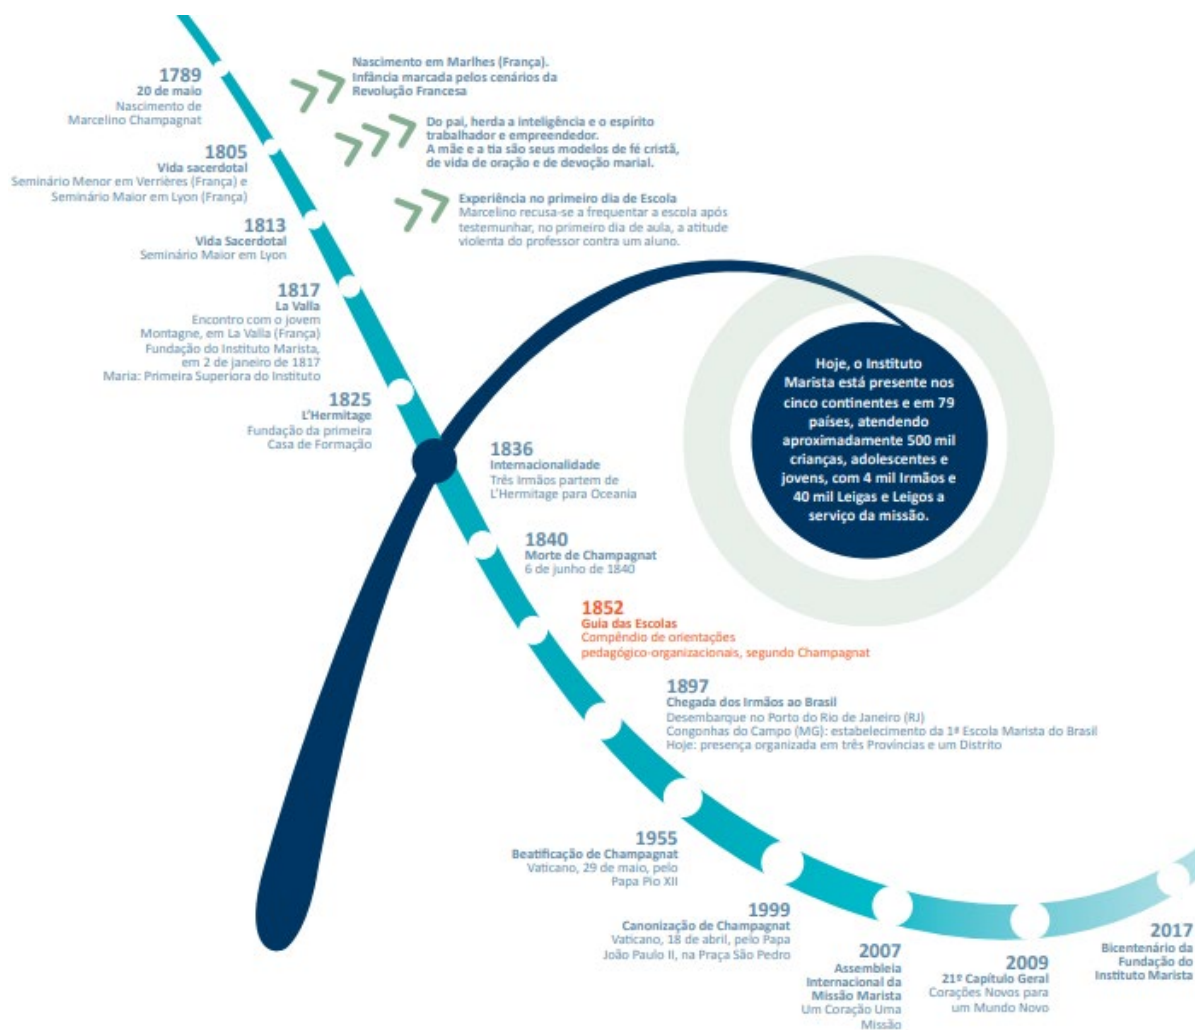 1789
20 de maio
Nascimento de
Marcelino Champagnat
Nascimento em Marlhes (França).
Infância marcada pelos cenários da
Revolução Francesa
Do pai, herda a inteligência e o espírito
trabalhador e empreendedor.
A mãe e a tia são seus modelos de fé cristã,
de vida de oração e de devoção marial.
1805
Vida sacerdotal
Seminário Menor em Verrières (França) e
Seminário Maior em Lyon (França)
Experiência no primeiro dia de Escola
Marcelino recusa-se a frequentar a escola após
testemunhar, no primeiro dia de aula, a atitude
violenta do professor contra um aluno.
1813
Vida Sacerdotal
Seminário Maior em Lyon
1817
La Valla
Encontro com o jovem
Montagne, em La Valla (França)
Fundação do Instituto Marista,
em 2 de janeiro de 1817
Maria: Primeira Superiora do Instituto
1825
L'Hermitage
Fundação da primeira
Casa de Formação
Hoje, o Instituto
Marista está presente nos
cinco continentes e em 79
países, atendendo
aproximadamente 500 mil
crianças, adolescentes e
jovens, com 4 mil Irmãos e
40 mil Leigas e Leigos a
serviço da missão.
1836
Internacionalidade
Três Irmãos partem de
L'Hermitage para Oceania
1840
Morte de Champagnat
6 de junho de 1840
1852
Guia das Escolas
Compêndio de orientações
pedagógico-organizacionais, segundo Champagnat
1897
Chegada dos Irmãos ao Brasil
Desembarque no Porto do Rio de Janeiro (RJ)
Congonhas do Campo (MG): estabelecimento da 1ª Escola Marista do Brasil
Hoje: presença organizada em três Províncias e um Distrito
1955
Beatificação de Champagnat
Vaticano, 29 de maio, pelo
Papa Pio XII
1999
Canonização de Champagnat
Vaticano, 18 de abril, pelo Papa
João Paulo II, na Praça São Pedro
2007
Assembleia
Internacional da
Missão Marista
Um Coração Uma
Missão
2009
21º Capítulo Geral
Corações Novos para
um Mundo Novo
2017
Bicentenário da
Fundação do
Instituto Marista